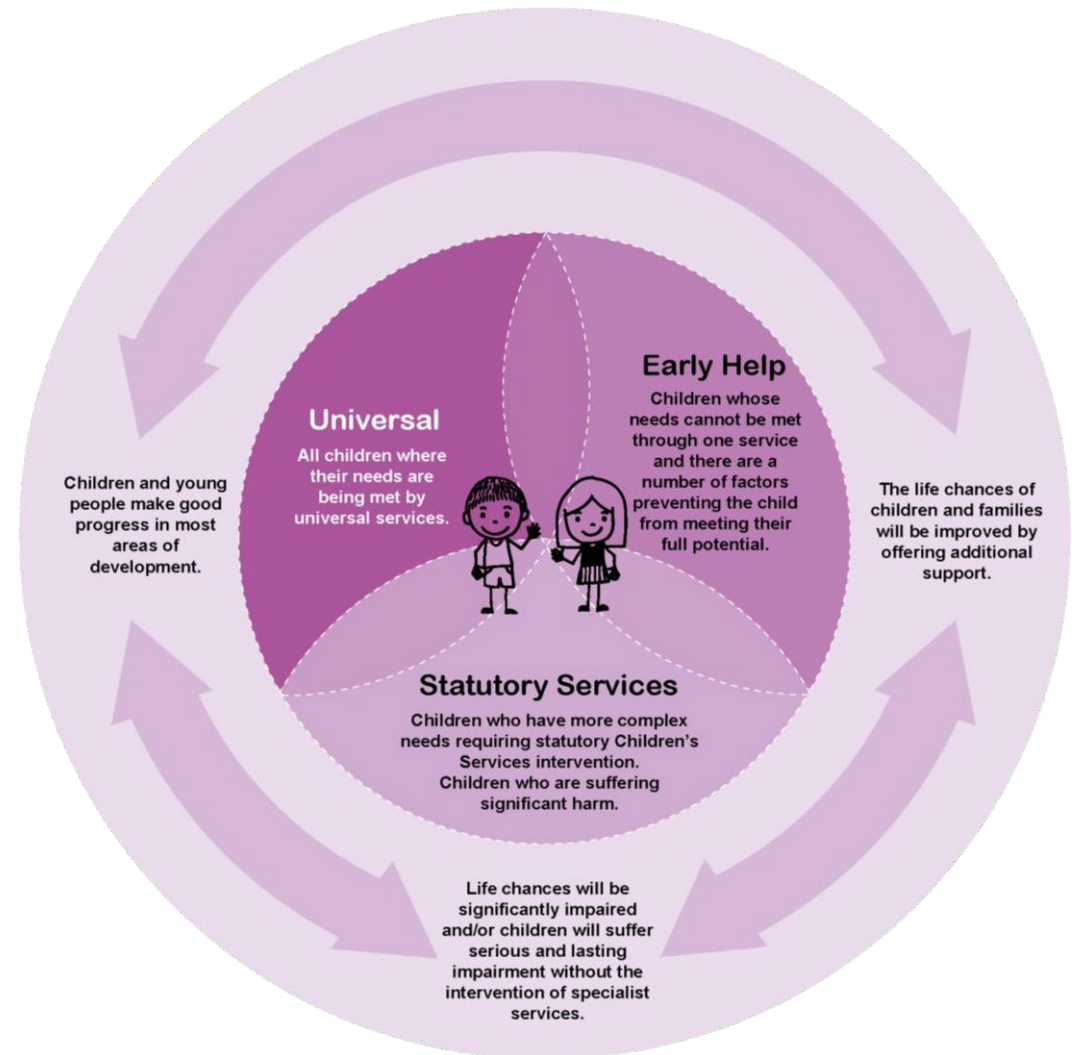 Universal
All children where
their needs are
being met by
universal services.
Early Help
Children whose
needs cannot be met
through one service
and there are a
number of factors
preventing the child
from meeting their
full potential.
Statutory Services
Children who have more complex
needs requiring statutory Children’s
Services intervention.
Children who are suffering
significant harm.
Children and young
people make good
progress in most
areas of
development.
The life chances of
children and families
will be improved by
offering additional
support.
Life chances will be
significantly impaired
and/or children will suffer
serious and lasting
impairment without the
intervention of specialist
services.